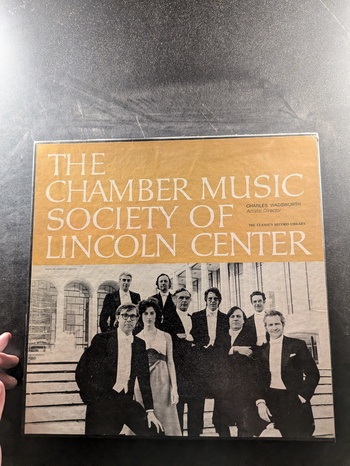 THE
CHAMBER MUSIC
SOCIETY OF
CHARLES WADSWORTH
Artistic Director
THE CLASSICS RECORD LIBRARY
LINCOLN CENTER